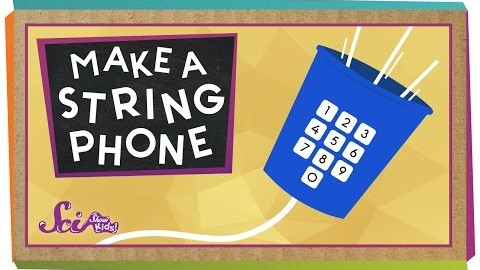 MAKE A
STRING
PHONE
1 2 3
4 5 6
7 8 9
0
Sci Show
Kids!